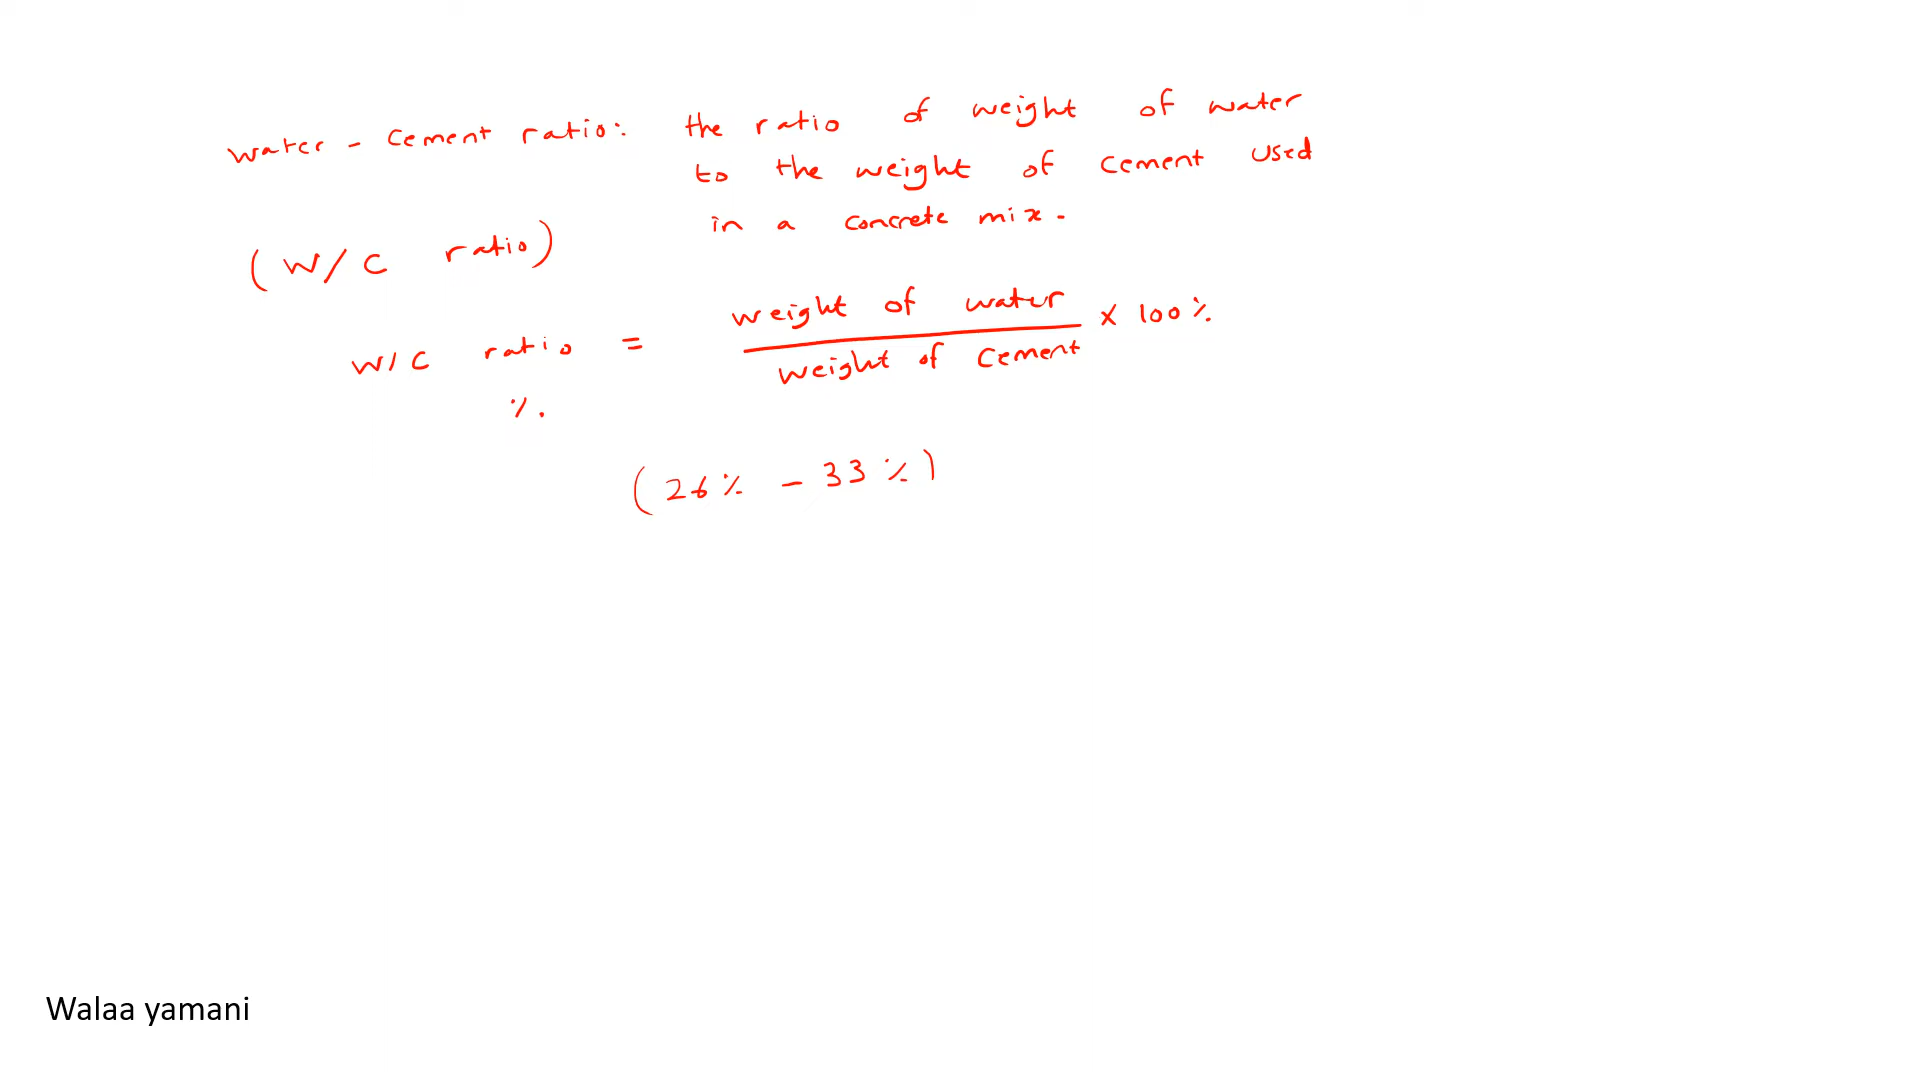 water - cement ratio: the ratio of weight of water
to the weight of cement used
in a concrete mix.
(W/C ratio)
W/C ratio % = weight of water / weight of cement × 100%
(26% - 33%)
Walaa yamani